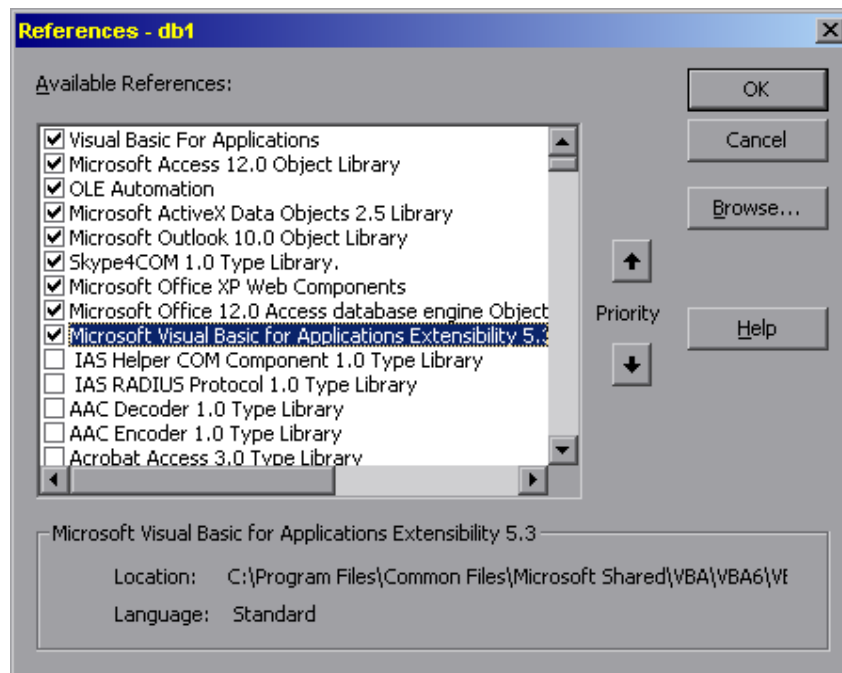 References - db1
Available References:
OK
Cancel
Browse...
Help
Visual Basic For Applications
Microsoft Access 12.0 Object Library
OLE Automation
Microsoft ActiveX Data Objects 2.5 Library
Microsoft Outlook 10.0 Object Library
Skype4COM 1.0 Type Library.
Microsoft Office XP Web Components
Microsoft Office 12.0 Access database engine Object
Microsoft Visual Basic for Applications Extensibility 5.3
IAS Helper COM Component 1.0 Type Library
IAS RADIUS Protocol 1.0 Type Library
AAC Decoder 1.0 Type Library
AAC Encoder 1.0 Type Library
Acrobat Access 3.0 Type Library
Priority
Microsoft Visual Basic for Applications Extensibility 5.3
Location: C:\Program Files\Common Files\Microsoft Shared\VBA\VBA6\VE
Language: Standard